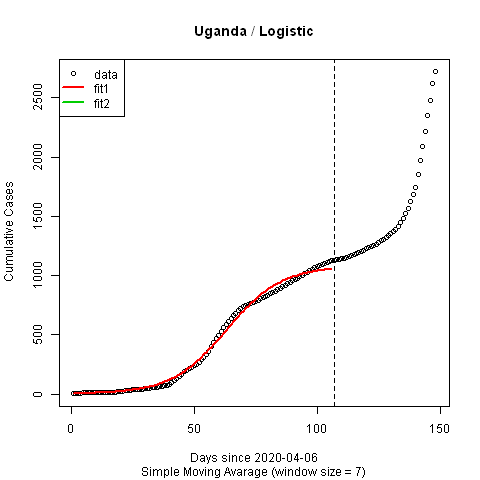 Uganda / Logistic
data
fit1
fit2
Cumulative Cases
0
500
1000
1500
2000
2500
0
50
100
150
Days since 2020-04-06
Simple Moving Avarage (window size = 7)